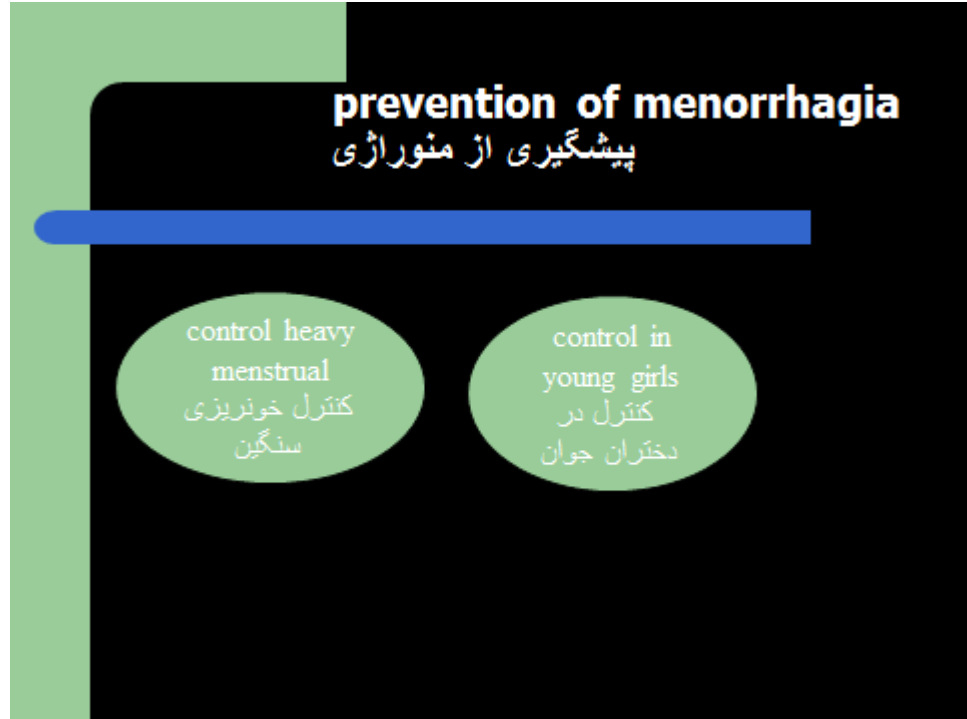 prevention of menorrhagia
پیشگیری از منوراژی
control heavy
menstrual
کنترل خونریزی
سنگین
control in
young girls
کنترل در
دختران جوان